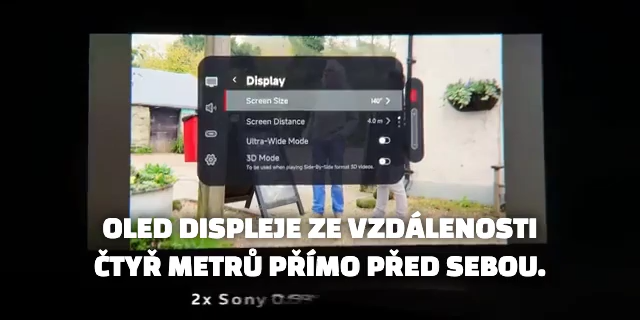 Display
Screen Size 140"
Screen Distance 4.0 m
Ultra-Wide Mode
3D Mode
To be used when playing Side-By-Side format 3D videos.
OLED DISPLEJE ZE VZDÁLENOSTI
ČTYŘ METRŮ PŘÍMO PŘED SEBOU.
2x Sony